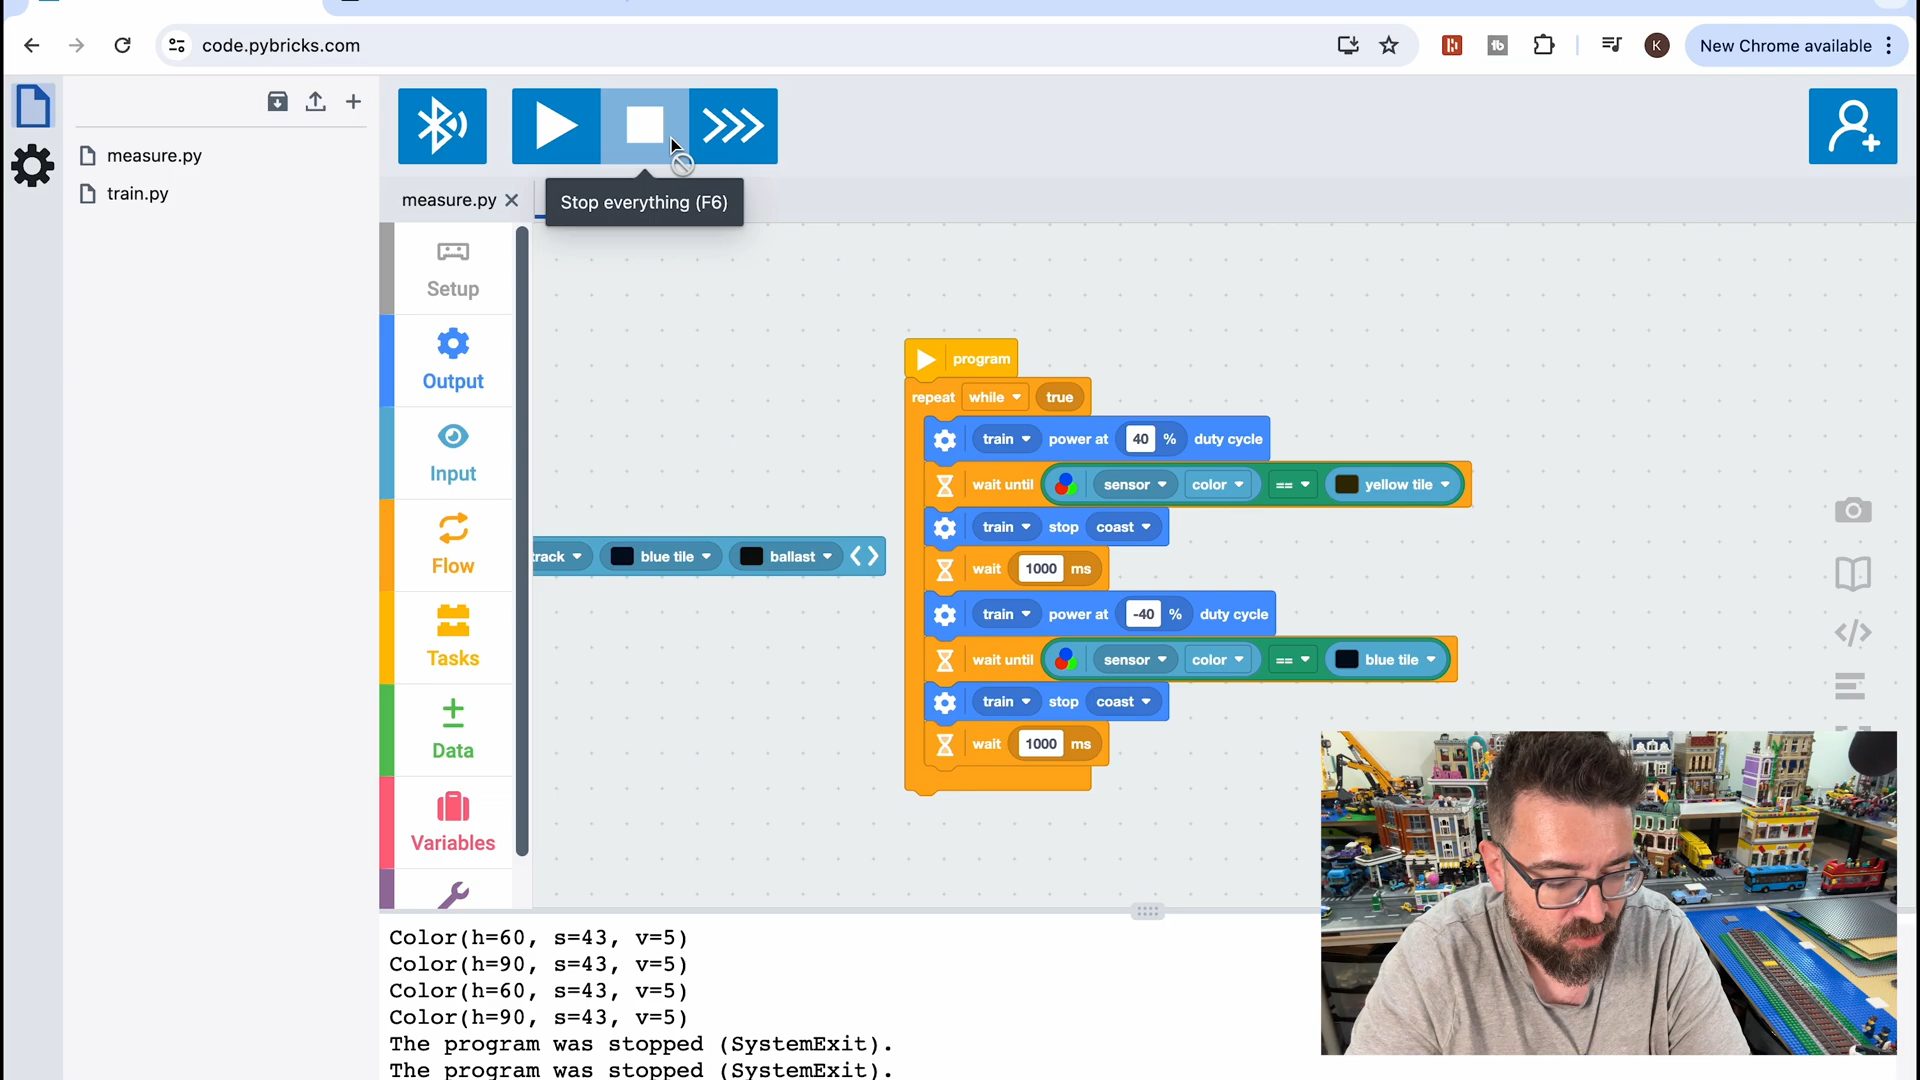 code.pybricks.com
New Chrome available
K
measure.py
train.py
measure.py
Stop everything (F6)
Setup
Output
Input
Flow
Tasks
Data
Variables
program
repeat while true
train power at 40 % duty cycle
wait until sensor color == yellow tile
train stop coast
track blue tile ballast
wait 1000 ms
train power at -40 % duty cycle
wait until sensor color == blue tile
train stop coast
wait 1000 ms
Color(h=60, s=43, v=5)
Color(h=90, s=43, v=5)
Color(h=60, s=43, v=5)
Color(h=90, s=43, v=5)
The program was stopped (SystemExit).
The program was stopped (SystemExit).